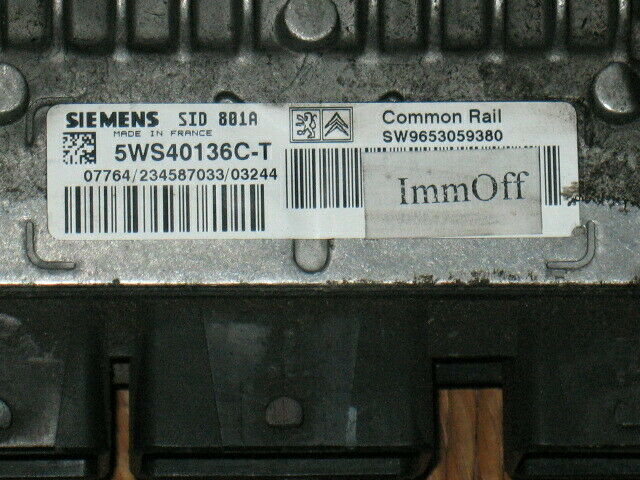 SIEMENS SID 801A
MADE IN FRANCE
5WS40136C-T
07764/234587033/03244
Common Rail
SW9653059380
ImmOff